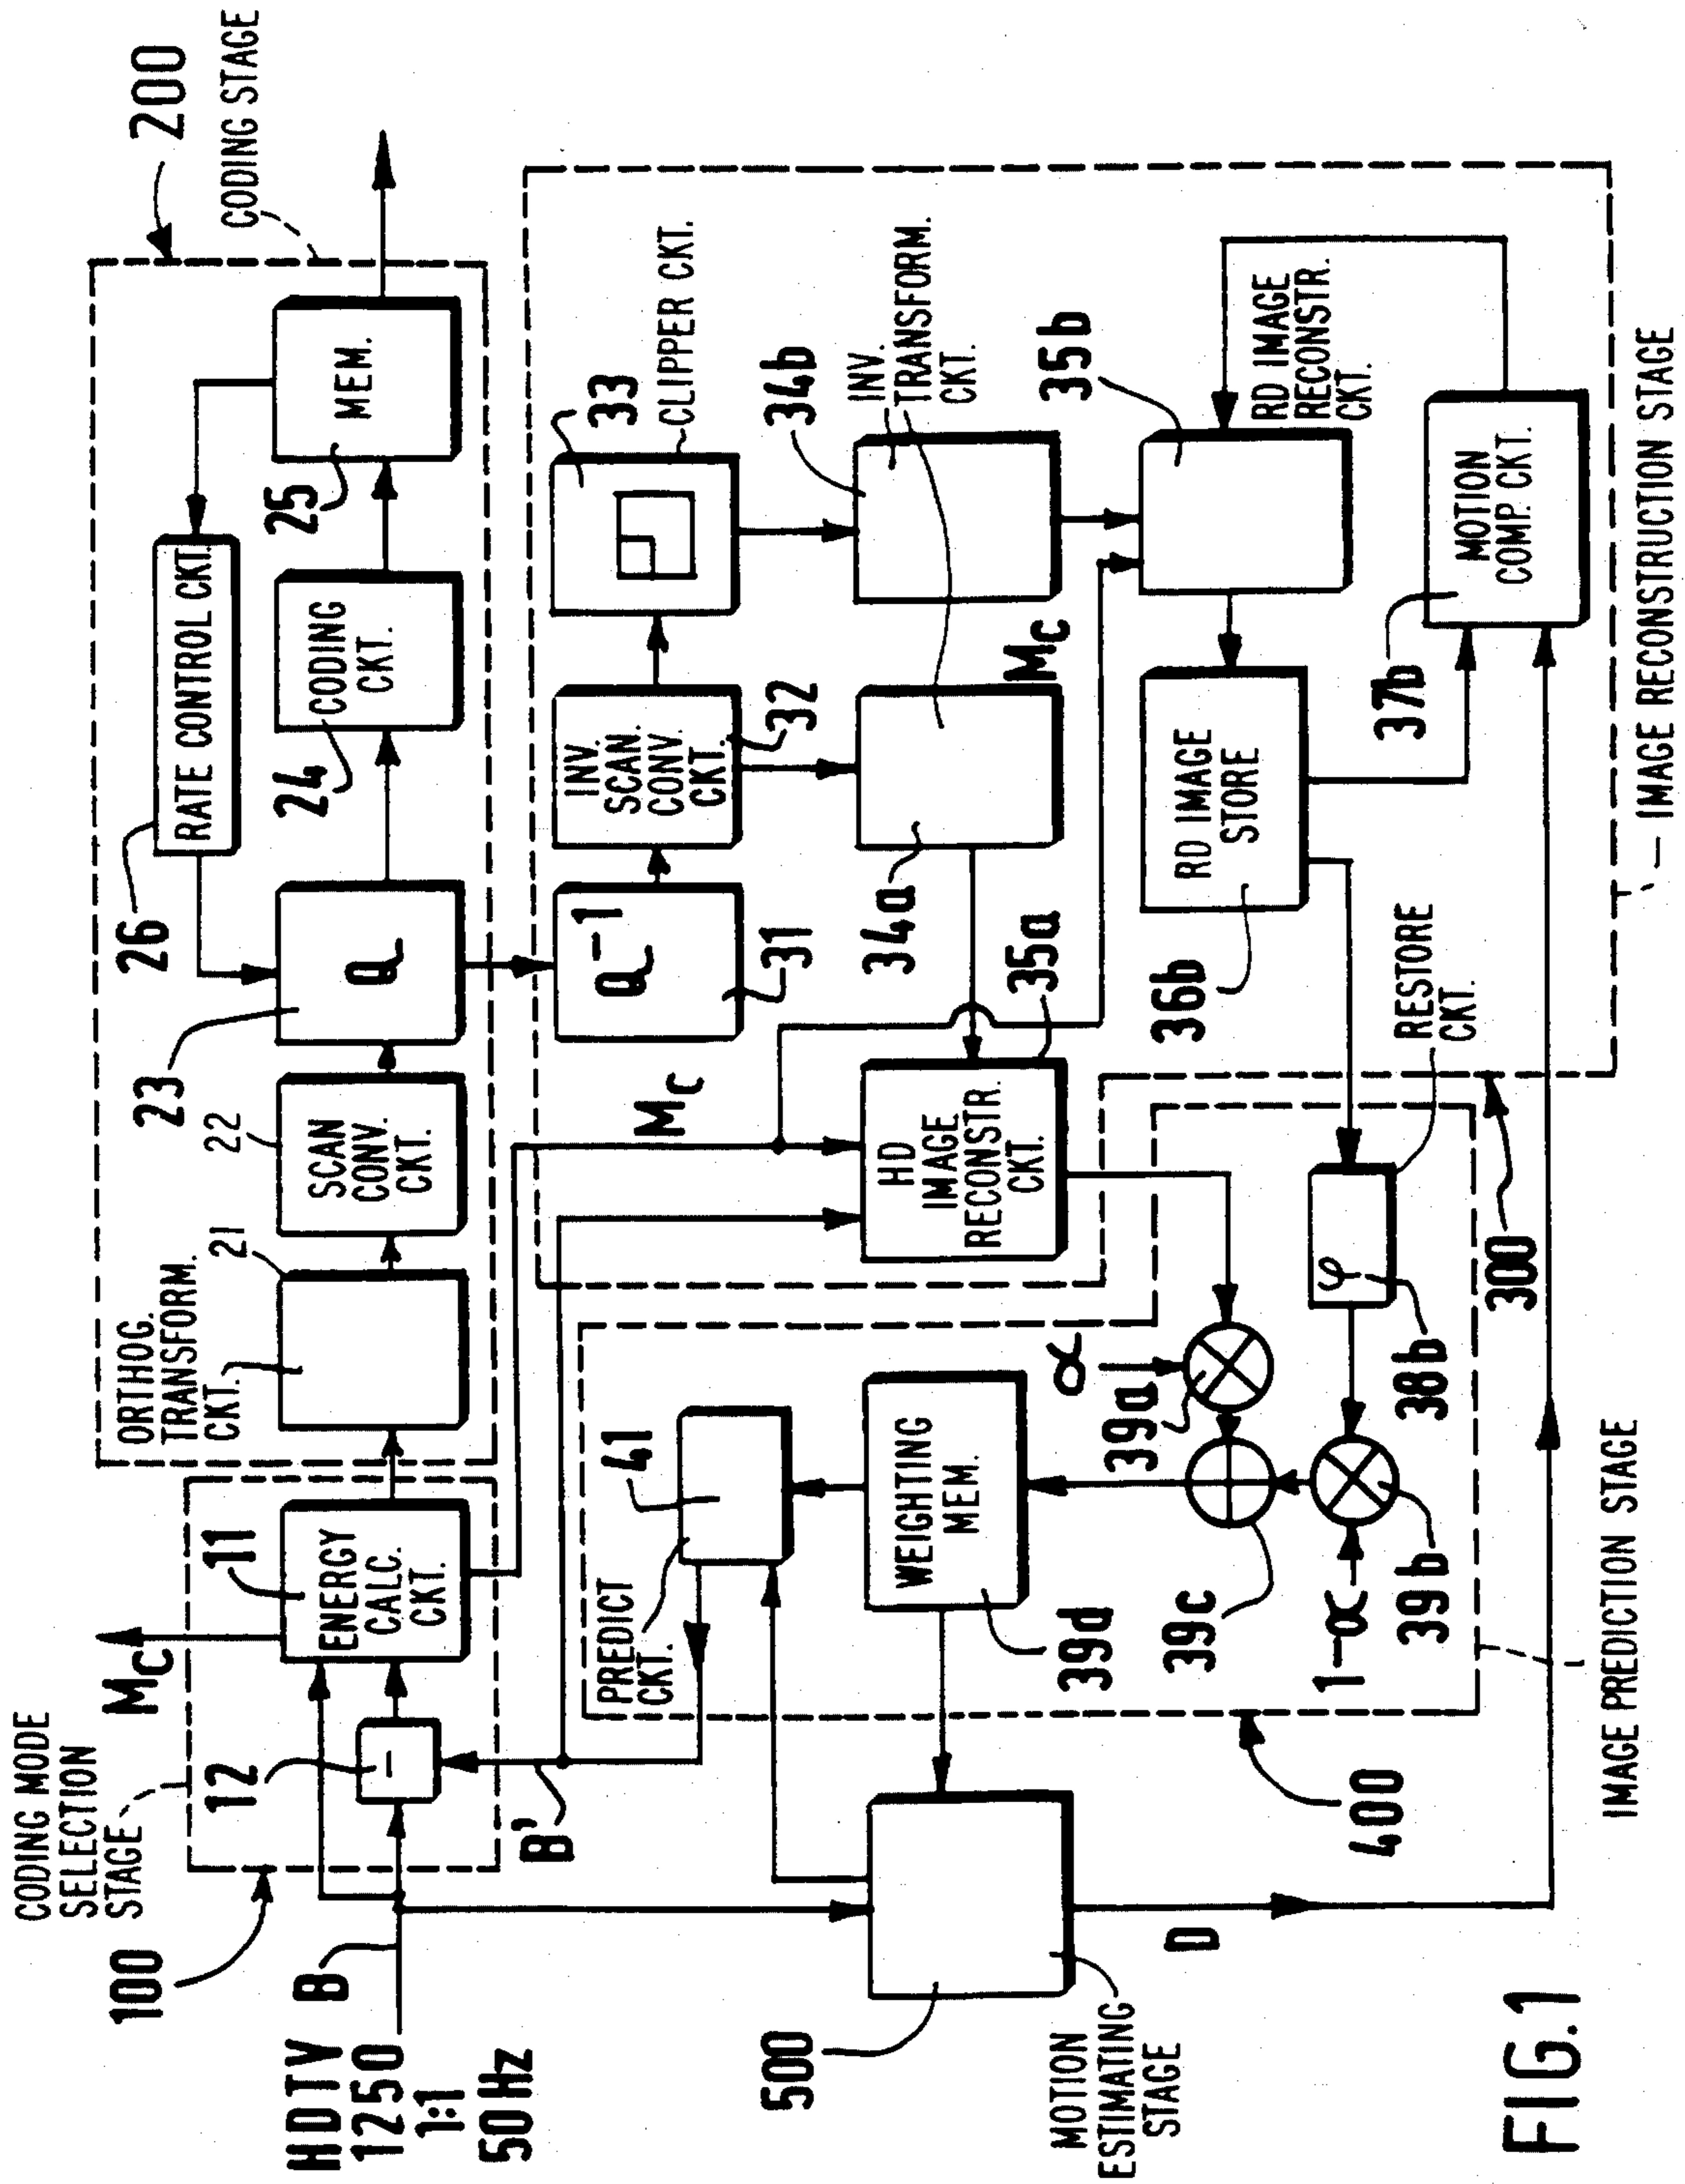 HDTV
1250
1:1
50 Hz
B
100
CODING MODE
SELECTION
STAGE
12
−
MC
11
ENERGY
CALC.
CKT.
B'
ORTHOG.
TRANSFORM.
CKT.
21
22
SCAN
CONV.
CKT.
23
Q
26
RATE CONTROL CKT.
24
CODING
CKT.
25
MEM.
200
CODING STAGE
Q-1
31
INV.
SCAN.
CONV.
CKT.
32
33
CLIPPER CKT.
34b
INV.
TRANSFORM.
CKT.
34a
MC
MC
HD
IMAGE
RECONSTR.
CKT.
35a
35b
RD IMAGE
RECONSTR.
CKT.
36b
RD IMAGE
STORE
37b
MOTION
COMP. CKT.
IMAGE RECONSTRUCTION STAGE
300
RESTORE
CKT.
φ
38b
PREDICT
CKT.
41
WEIGHTING
MEM.
39d
α
39a
39c
1-α
39b
400
IMAGE PREDICTION STAGE
500
MOTION
ESTIMATING
STAGE
D
FIG.1